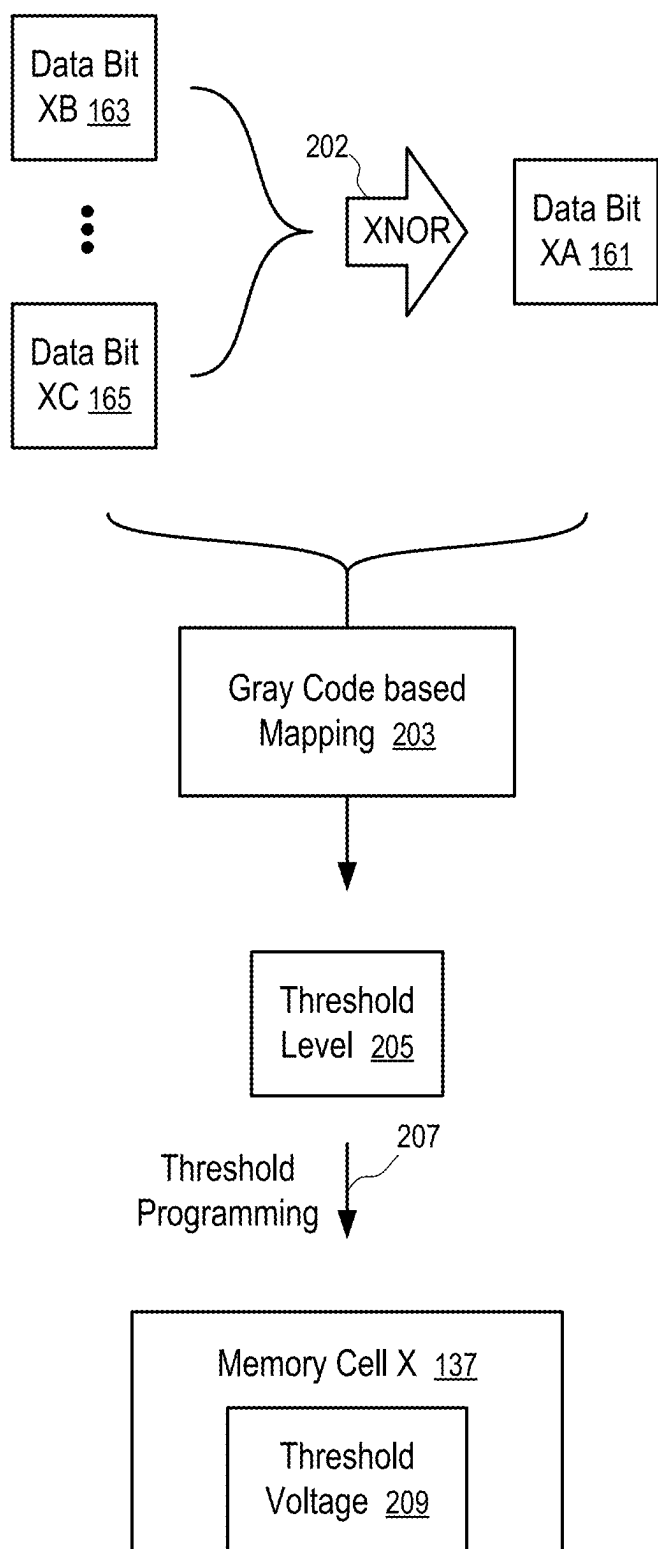 Data Bit
XB 163
202
XNOR
Data Bit
XA 161
Data Bit
XC 165
Gray Code based
Mapping 203
Threshold
Level 205
207
Threshold
Programming
Memory Cell X 137
Threshold
Voltage 209